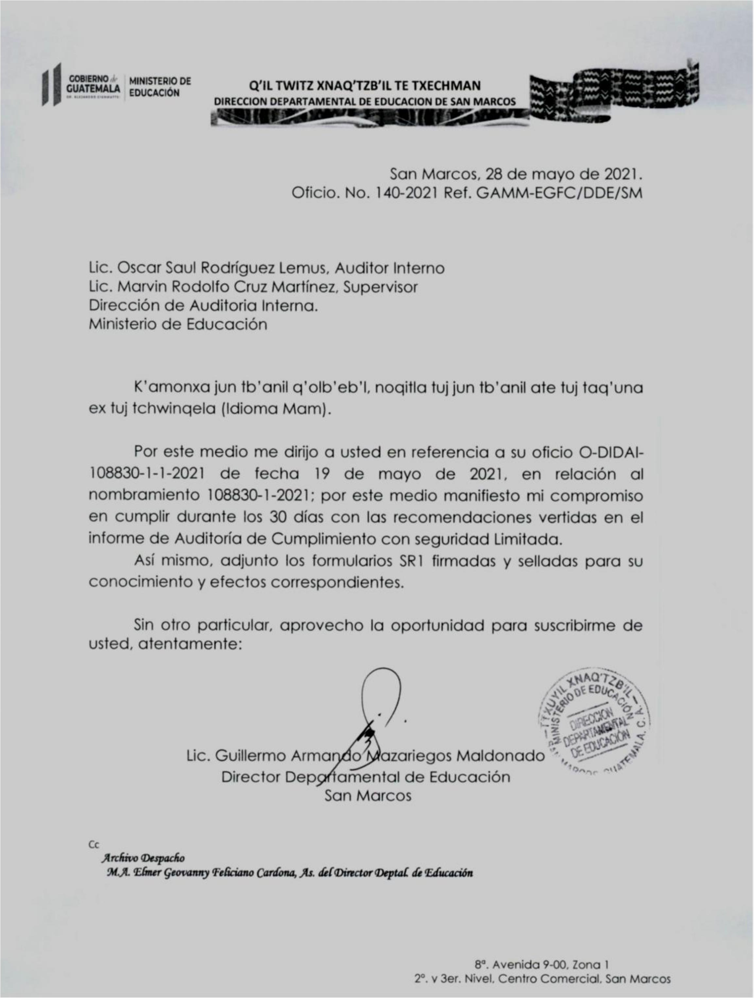 GOBIERNO de
GUATEMALA
DR. ALEJANDRO GIAMMATTEI
MINISTERIO DE
EDUCACIÓN
Q'IL TWITZ XNAQ'TZB'IL TE TXECHMAN
DIRECCION DEPARTAMENTAL DE EDUCACION DE SAN MARCOS
San Marcos, 28 de mayo de 2021.
Oficio. No. 140-2021 Ref. GAMM-EGFC/DDE/SM
Lic. Oscar Saul Rodríguez Lemus, Auditor Interno
Lic. Marvin Rodolfo Cruz Martínez, Supervisor
Dirección de Auditoria Interna.
Ministerio de Educación
K'amonxa jun tb'anil q'olb'eb'l, noqitla tuj jun tb'anil ate tuj taq'una
ex tuj tchwinqela (Idioma Mam).
Por este medio me dirijo a usted en referencia a su oficio O-DIDAI-
108830-1-1-2021 de fecha 19 de mayo de 2021, en relación al
nombramiento 108830-1-2021; por este medio manifiesto mi compromiso
en cumplir durante los 30 días con las recomendaciones vertidas en el
informe de Auditoría de Cumplimiento con seguridad Limitada.
Así mismo, adjunto los formularios SR1 firmadas y selladas para su
conocimiento y efectos correspondientes.
Sin otro particular, aprovecho la oportunidad para suscribirme de
usted, atentamente:
TTXUYIL XNAQ'TZB'IL
MINISTERIO DE EDUCACIÓN
DIRECCION
DEPARTAMENTAL
DE EDUCACIÓN
SAN MARCOS, GUATEMALA, C. A.
Lic. Guillermo Armando Mazariegos Maldonado
Director Departamental de Educación
San Marcos
Cc
Archivo Despacho
M.A. Elmer Geovanny Feliciano Cardona, As. del Director Deptal. de Educación
8ª. Avenida 9-00, Zona 1
2º. y 3er. Nivel, Centro Comercial, San Marcos